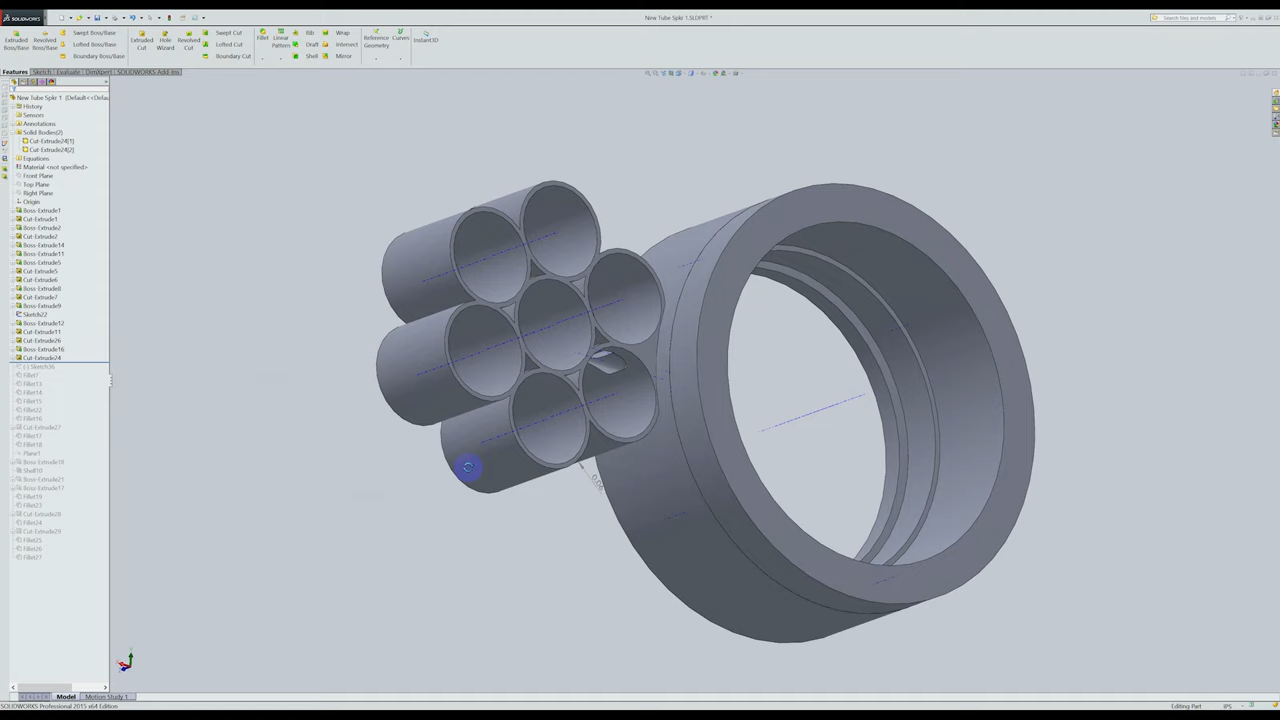 SOLIDWORKS
New Tube Spkr 1.SLDPRT *
Search files and models
Extruded Boss/Base
Revolved Boss/Base
Swept Boss/Base
Lofted Boss/Base
Boundary Boss/Base
Extruded Cut
Hole Wizard
Revolved Cut
Swept Cut
Lofted Cut
Boundary Cut
Fillet
Linear Pattern
Rib
Draft
Shell
Wrap
Intersect
Mirror
Reference Geometry
Curves
Instant3D
Features
Sketch
Evaluate
DimXpert
SOLIDWORKS Add-Ins
New Tube Spkr 1 (Default<<Defau
History
Sensors
Annotations
Solid Bodies(2)
Cut-Extrude24[1]
Cut-Extrude24[2]
Equations
Material <not specified>
Front Plane
Top Plane
Right Plane
Origin
Boss-Extrude1
Cut-Extrude1
Boss-Extrude2
Cut-Extrude2
Boss-Extrude14
Boss-Extrude11
Boss-Extrude5
Cut-Extrude5
Cut-Extrude6
Boss-Extrude8
Cut-Extrude7
Boss-Extrude9
Sketch22
Boss-Extrude12
Cut-Extrude11
Cut-Extrude26
Boss-Extrude16
Cut-Extrude24
(-) Sketch36
Fillet7
Fillet13
Fillet14
Fillet15
Fillet22
Fillet16
Cut-Extrude27
Fillet17
Fillet18
Plane1
Boss-Extrude18
Shell10
Boss-Extrude21
Boss-Extrude17
Fillet19
Fillet23
Cut-Extrude28
Fillet24
Cut-Extrude29
Fillet25
Fillet26
Fillet27
Model
Motion Study 1
SOLIDWORKS Professional 2015 x64 Edition
Editing Part
IPS